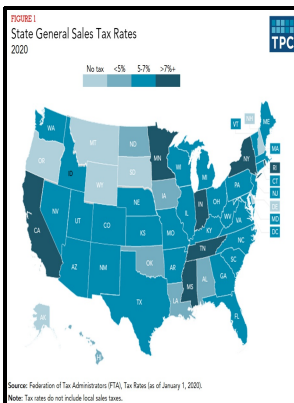 FIGURE 1
State General Sales Tax Rates
2020
TPC
No tax <5% 5-7% >7%+
WA
MT
ND
MN
VT
NH
ME
OR
ID
SD
WI
MI
NY
MA
RI
CT
NJ
DE
MD
DC
WY
NE
IA
PA
NV
UT
CO
IL
IN
OH
WV
VA
CA
KS
MO
KY
NC
TN
AZ
NM
OK
AR
SC
MS
AL
GA
TX
LA
FL
AK
Source: Federation of Tax Administrators (FTA), Tax Rates (as of January 1, 2020).
Note: Tax rates do not include local sales taxes.